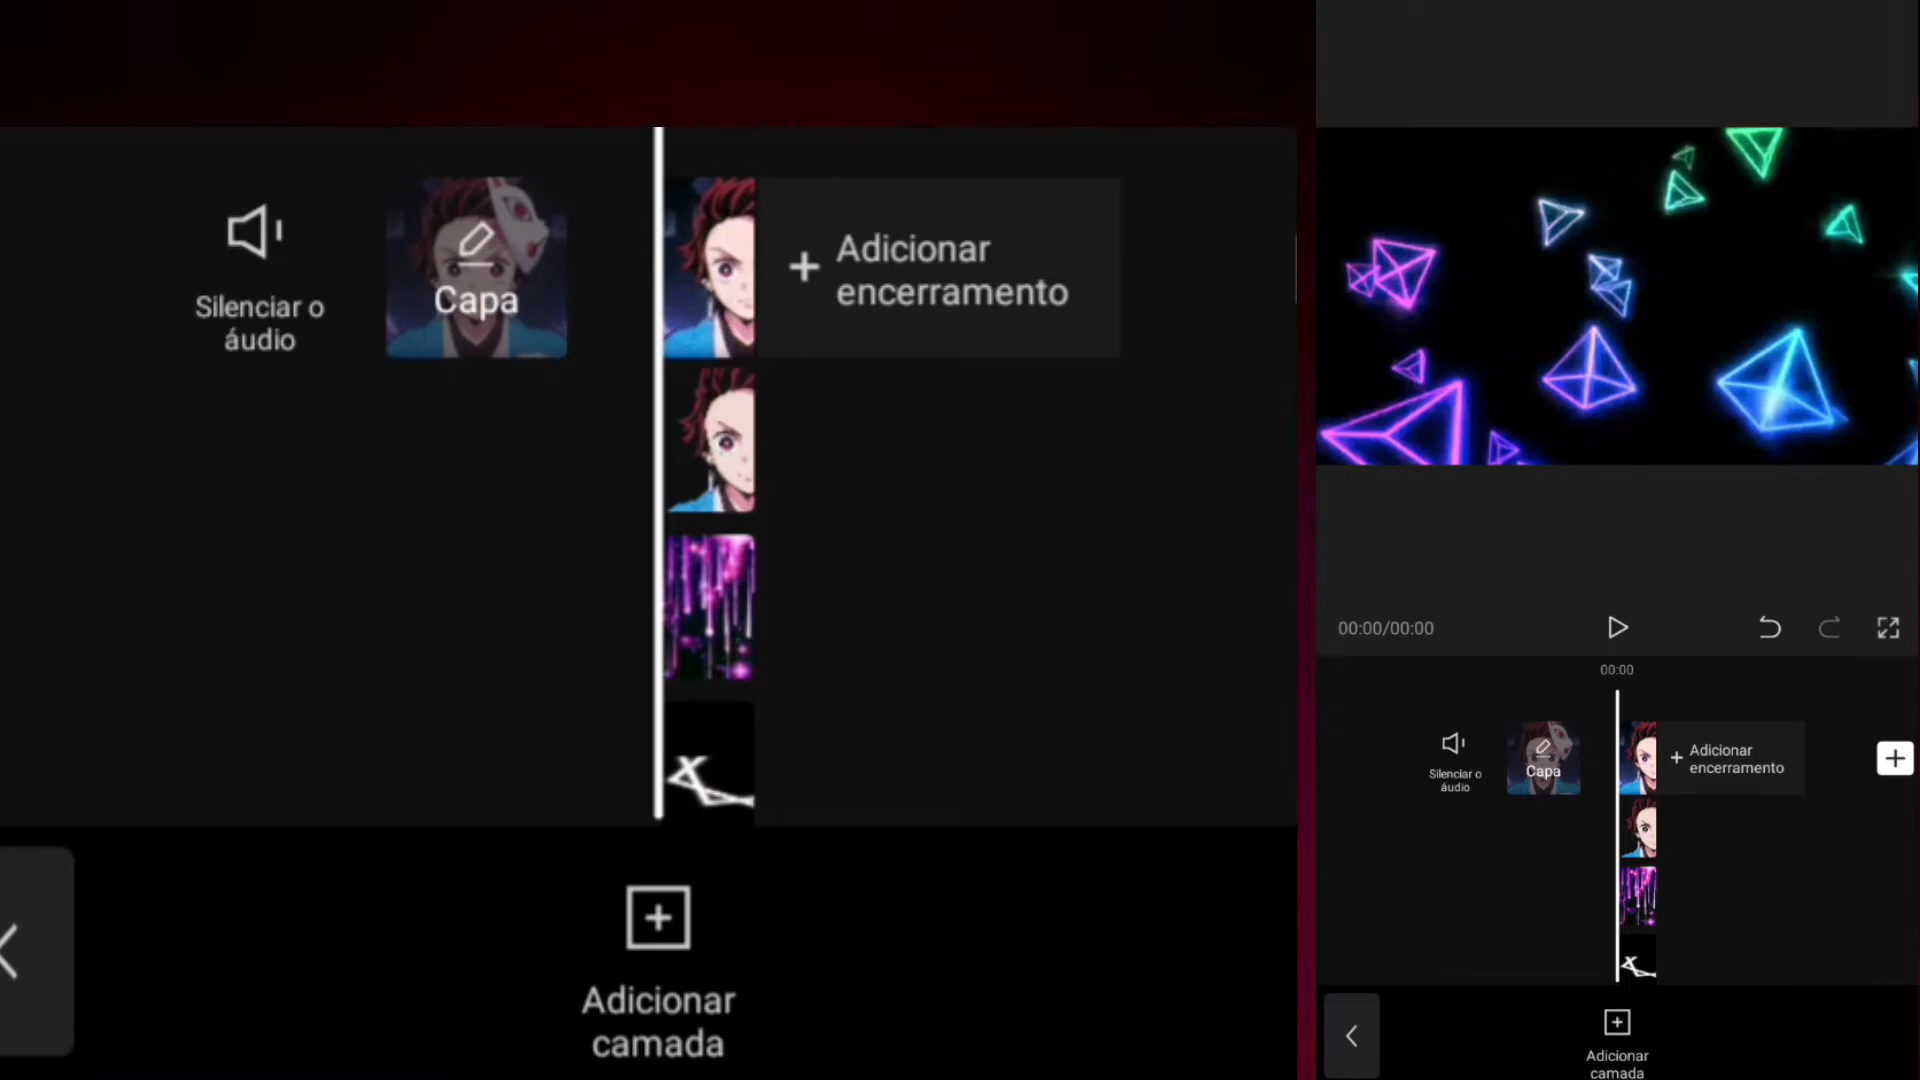 Silenciar o
áudio
Capa
+ Adicionar
encerramento
Adicionar
camada
00:00/00:00
00:00
Silenciar o
áudio
Capa
+ Adicionar
encerramento
Adicionar
camada